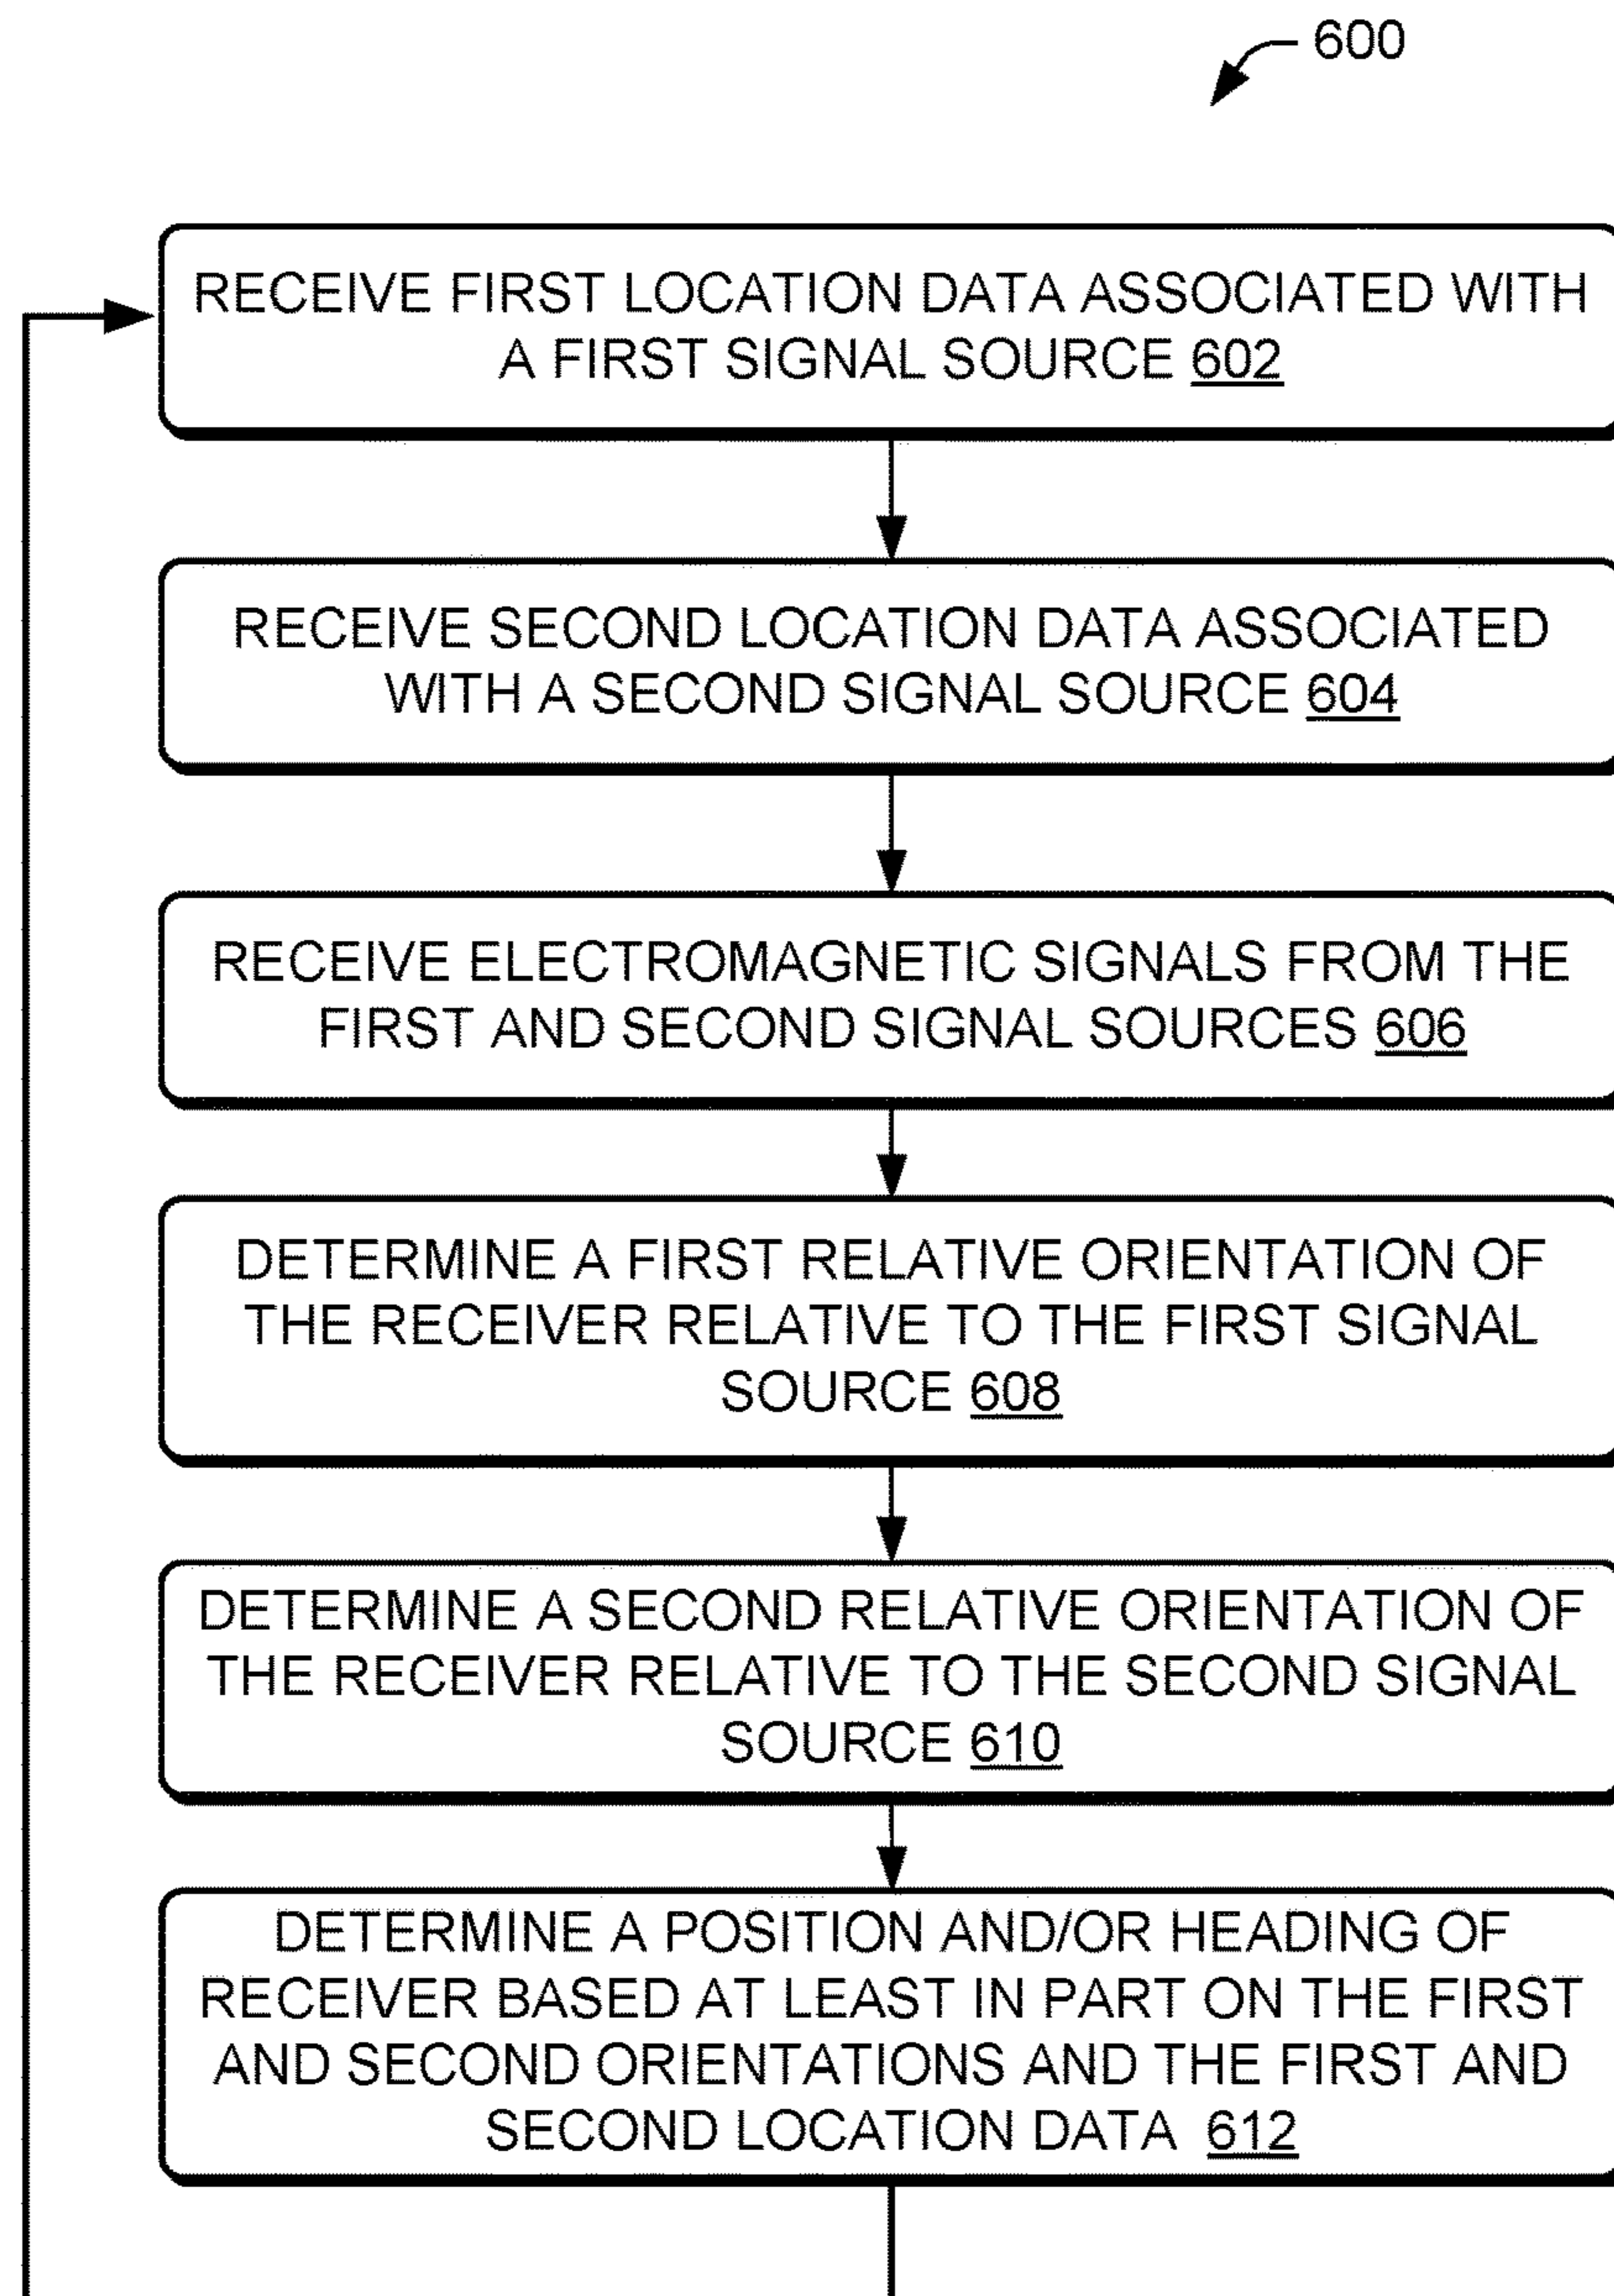 600
RECEIVE FIRST LOCATION DATA ASSOCIATED WITH
A FIRST SIGNAL SOURCE 602
RECEIVE SECOND LOCATION DATA ASSOCIATED
WITH A SECOND SIGNAL SOURCE 604
RECEIVE ELECTROMAGNETIC SIGNALS FROM THE
FIRST AND SECOND SIGNAL SOURCES 606
DETERMINE A FIRST RELATIVE ORIENTATION OF
THE RECEIVER RELATIVE TO THE FIRST SIGNAL
SOURCE 608
DETERMINE A SECOND RELATIVE ORIENTATION OF
THE RECEIVER RELATIVE TO THE SECOND SIGNAL
SOURCE 610
DETERMINE A POSITION AND/OR HEADING OF
RECEIVER BASED AT LEAST IN PART ON THE FIRST
AND SECOND ORIENTATIONS AND THE FIRST AND
SECOND LOCATION DATA 612